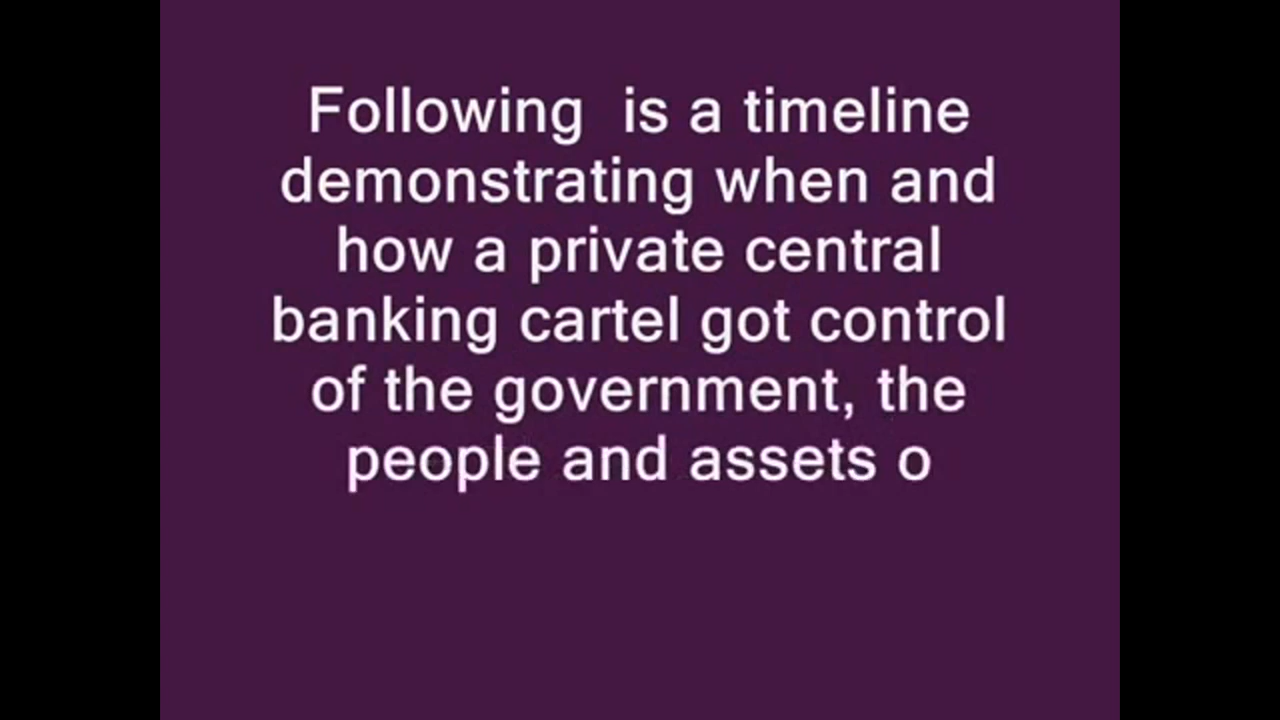 Following  is a timeline
demonstrating when and
how a private central
banking cartel got control
of the government, the
people and assets o